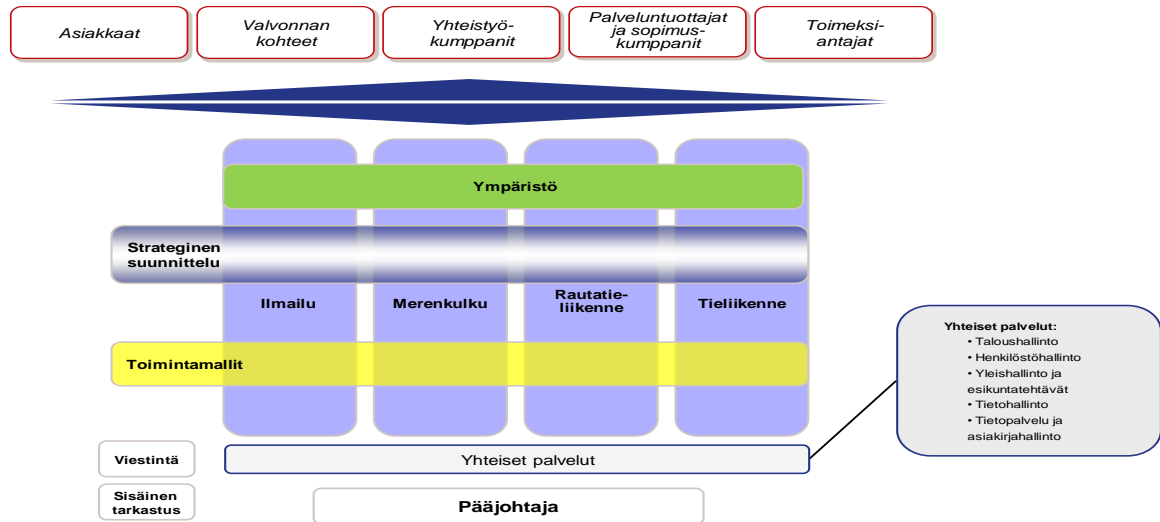 Asiakkaat
Valvonnan
kohteet
Yhteistyö-
kumppanit
Palveluntuottajat
ja sopimus-
kumppanit
Toimeksi-
antajat
Ympäristö
Strateginen
suunnittelu
Ilmailu
Merenkulku
Rautatie-
liikenne
Tieliikenne
Toimintamallit
Yhteiset palvelut:
• Taloushallinto
• Henkilöstöhallinto
• Yleishallinto ja
esikuntatehtävät
• Tietohallinto
• Tietopalvelu ja
asiakirjahallinto
Viestintä
Yhteiset palvelut
Sisäinen
tarkastus
Pääjohtaja